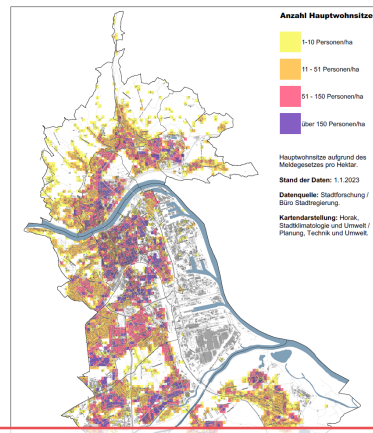 Anzahl Hauptwohnsitze
1-10 Personen/ha
11 - 51 Personen/ha
51 - 150 Personen/ha
über 150 Personen/ha
Hauptwohnsitze aufgrund des
Meldegesetzes pro Hektar.
Stand der Daten: 1.1.2023
Datenquelle: Stadtforschung /
Büro Stadtregierung.
Kartendarstellung: Horak,
Stadtklimatologie und Umwelt /
Planung, Technik und Umwelt.